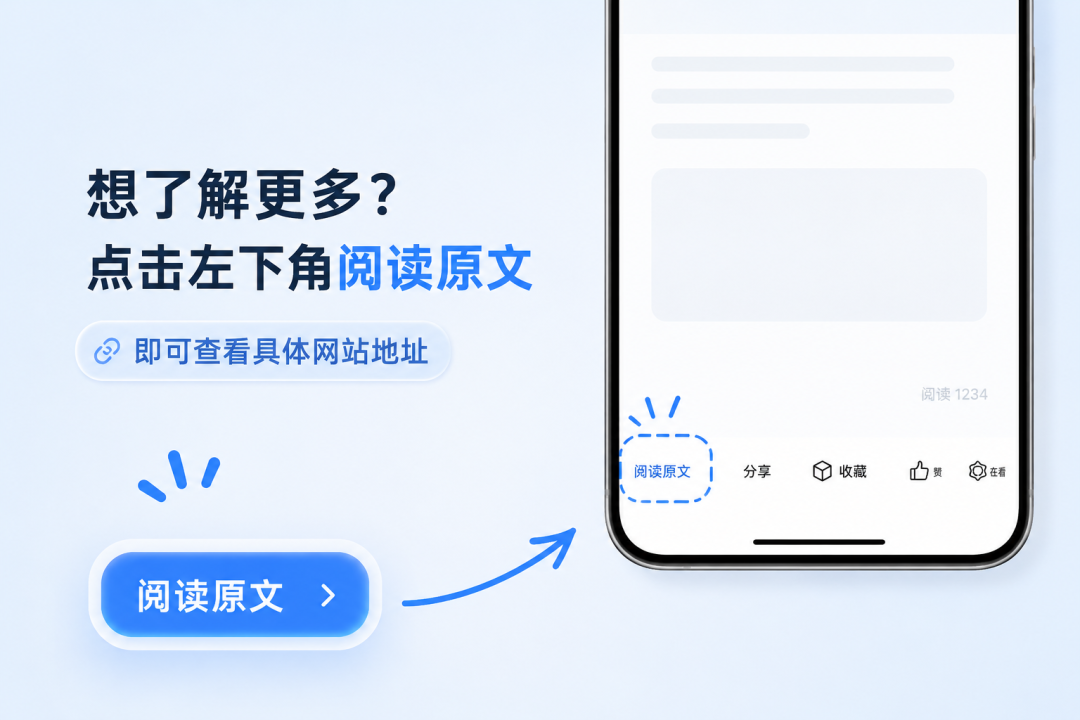 想了解更多？
点击左下角阅读原文
即可查看具体网站地址
阅读原文
阅读 1234
阅读原文 分享 收藏 赞 在看